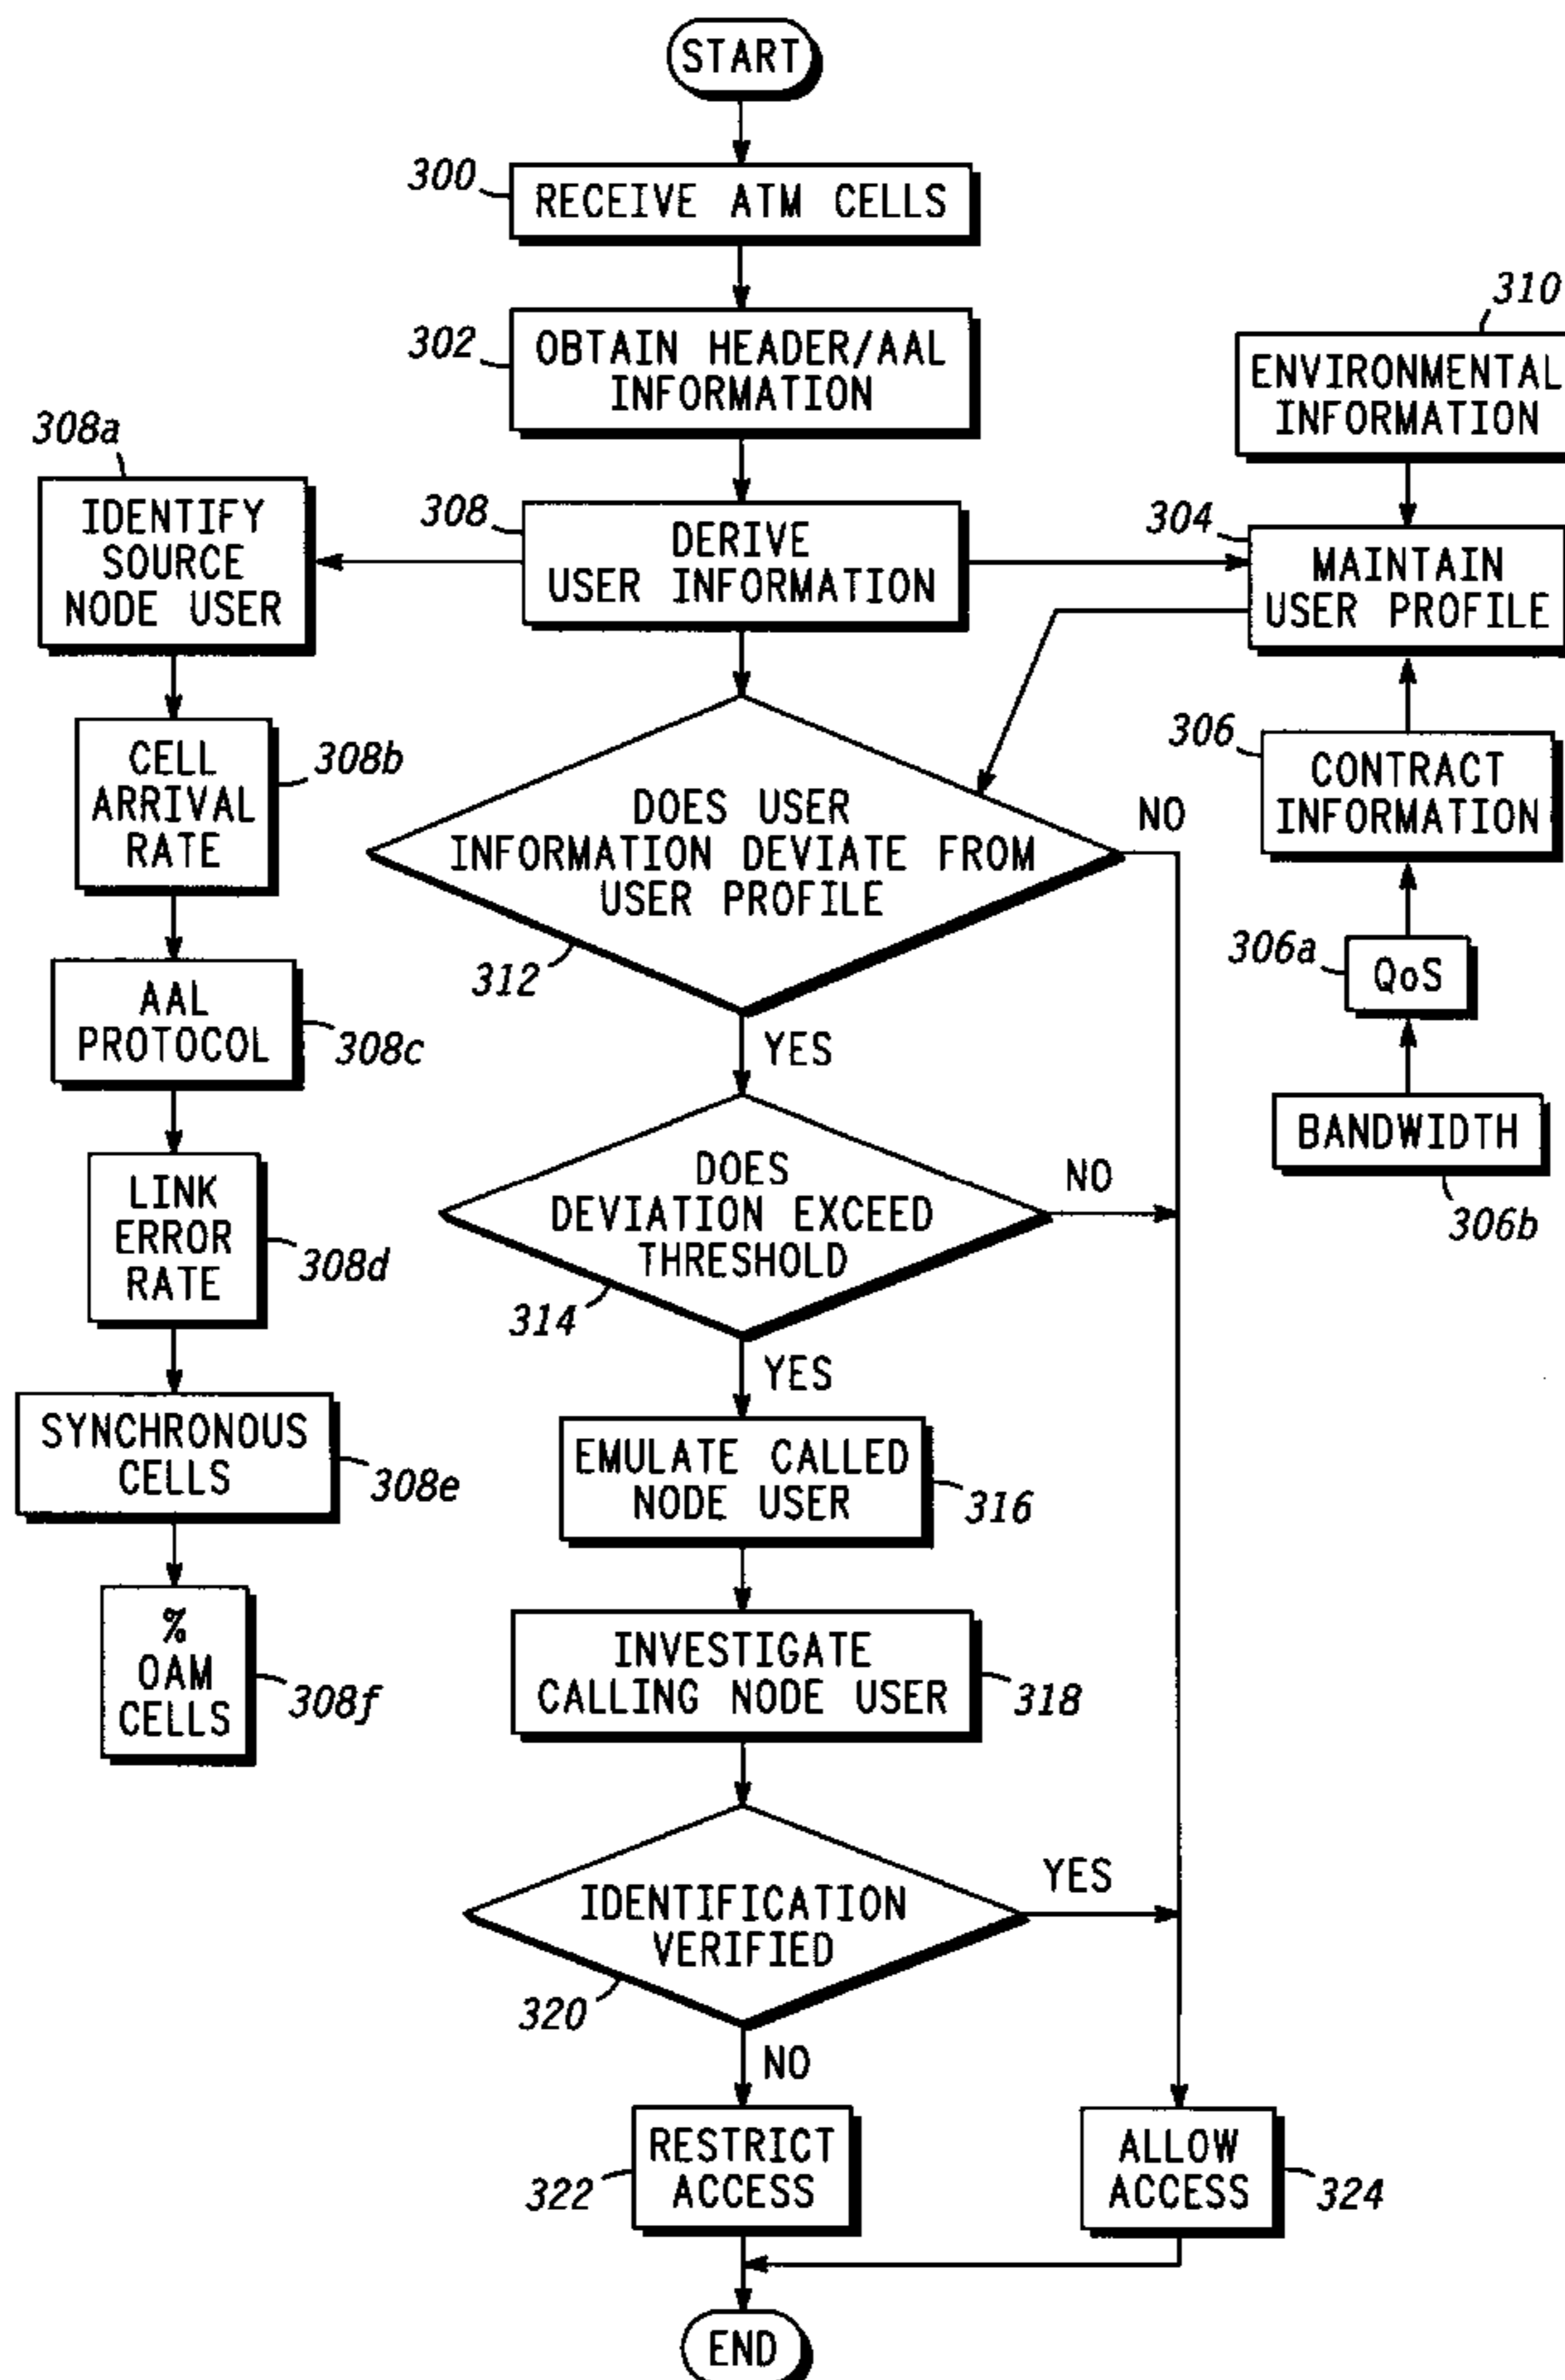 START
300
RECEIVE ATM CELLS
302
OBTAIN HEADER/AAL
INFORMATION
310
ENVIRONMENTAL
INFORMATION
308a
IDENTIFY
SOURCE
NODE USER
308
DERIVE
USER INFORMATION
304
MAINTAIN
USER PROFILE
CELL
ARRIVAL
RATE
308b
DOES USER
INFORMATION DEVIATE FROM
USER PROFILE
312
NO
YES
306
CONTRACT
INFORMATION
306a
QoS
BANDWIDTH
306b
AAL
PROTOCOL
308c
LINK
ERROR
RATE
308d
DOES
DEVIATION EXCEED
THRESHOLD
314
NO
YES
SYNCHRONOUS
CELLS
308e
EMULATE CALLED
NODE USER
316
%
OAM
CELLS
308f
INVESTIGATE
CALLING NODE USER
318
IDENTIFICATION
VERIFIED
320
YES
NO
RESTRICT
ACCESS
322
ALLOW
ACCESS
324
END